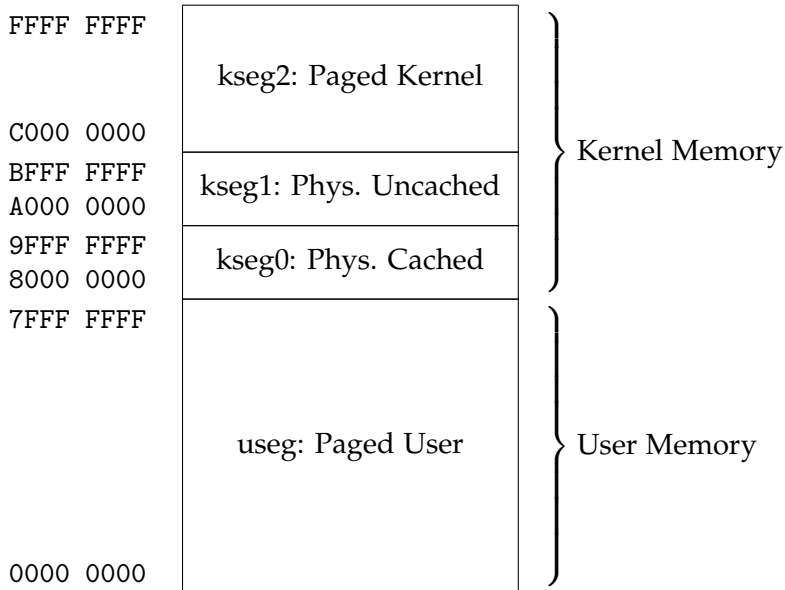 FFFF FFFF
kseg2: Paged Kernel
C000 0000
Kernel Memory
BFFF FFFF
kseg1: Phys. Uncached
A000 0000
9FFF FFFF
kseg0: Phys. Cached
8000 0000
7FFF FFFF
useg: Paged User
User Memory
0000 0000